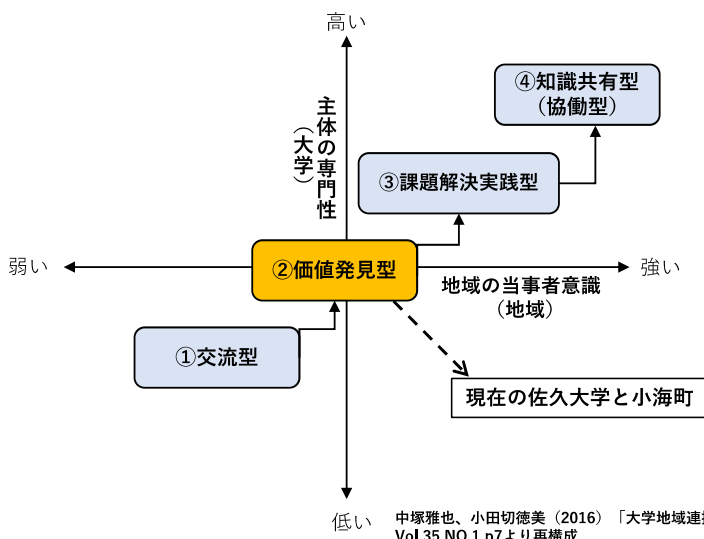 高い
主体の専門性
（大学）
④知識共有型
（協働型）
③課題解決実践型
弱い
②価値発見型
強い
地域の当事者意識
（地域）
①交流型
現在の佐久大学と小海町
低い
中塚雅也、小田切徳美（2016）「大学地域連携
Vol.35 NO.1 p7より再構成